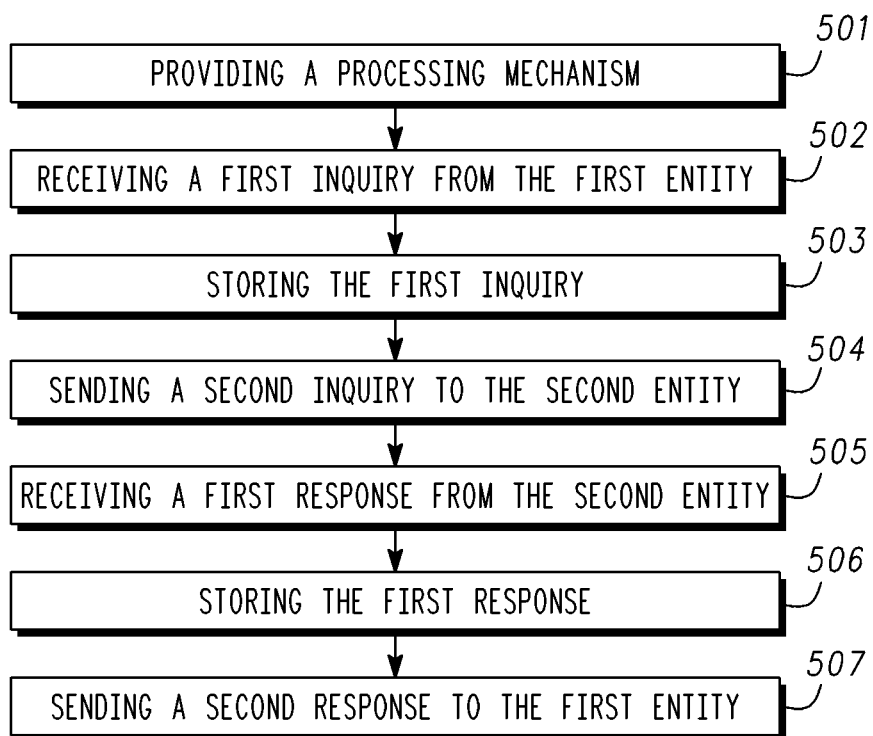 501
PROVIDING A PROCESSING MECHANISM
502
RECEIVING A FIRST INQUIRY FROM THE FIRST ENTITY
503
STORING THE FIRST INQUIRY
504
SENDING A SECOND INQUIRY TO THE SECOND ENTITY
505
RECEIVING A FIRST RESPONSE FROM THE SECOND ENTITY
506
STORING THE FIRST RESPONSE
507
SENDING A SECOND RESPONSE TO THE FIRST ENTITY